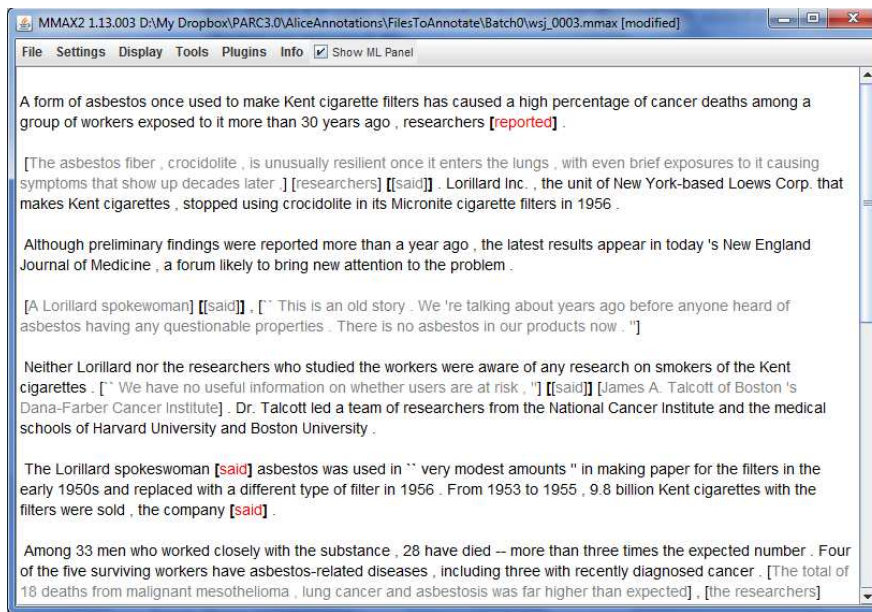 MMAX2 1.13.003 D:\My Dropbox\PARC3.0\AliceAnnotations\FilesToAnnotate\Batch0\wsj_0003.mmax [modified]
File Settings Display Tools Plugins Info Show ML Panel
A form of asbestos once used to make Kent cigarette filters has caused a high percentage of cancer deaths among a
group of workers exposed to it more than 30 years ago , researchers [reported] .
[The asbestos fiber , crocidolite , is unusually resilient once it enters the lungs , with even brief exposures to it causing
symptoms that show up decades later ,] [researchers] [[said]] . Lorillard Inc. , the unit of New York-based Loews Corp. that
makes Kent cigarettes , stopped using crocidolite in its Micronite cigarette filters in 1956 .
Although preliminary findings were reported more than a year ago , the latest results appear in today 's New England
Journal of Medicine , a forum likely to bring new attention to the problem .
[A Lorillard spokewoman] [[said]] , [`` This is an old story . We 're talking about years ago before anyone heard of
asbestos having any questionable properties . There is no asbestos in our products now . '']
Neither Lorillard nor the researchers who studied the workers were aware of any research on smokers of the Kent
cigarettes . [`` We have no useful information on whether users are at risk , ''] [[said]] [James A. Talcott of Boston 's
Dana-Farber Cancer Institute] . Dr. Talcott led a team of researchers from the National Cancer Institute and the medical
schools of Harvard University and Boston University .
The Lorillard spokeswoman [said] asbestos was used in `` very modest amounts '' in making paper for the filters in the
early 1950s and replaced with a different type of filter in 1956 . From 1953 to 1955 , 9.8 billion Kent cigarettes with the
filters were sold , the company [said] .
Among 33 men who worked closely with the substance , 28 have died -- more than three times the expected number . Four
of the five surviving workers have asbestos-related diseases , including three with recently diagnosed cancer . [The total of
18 deaths from malignant mesothelioma , lung cancer and asbestosis was far higher than expected] , [the researchers]